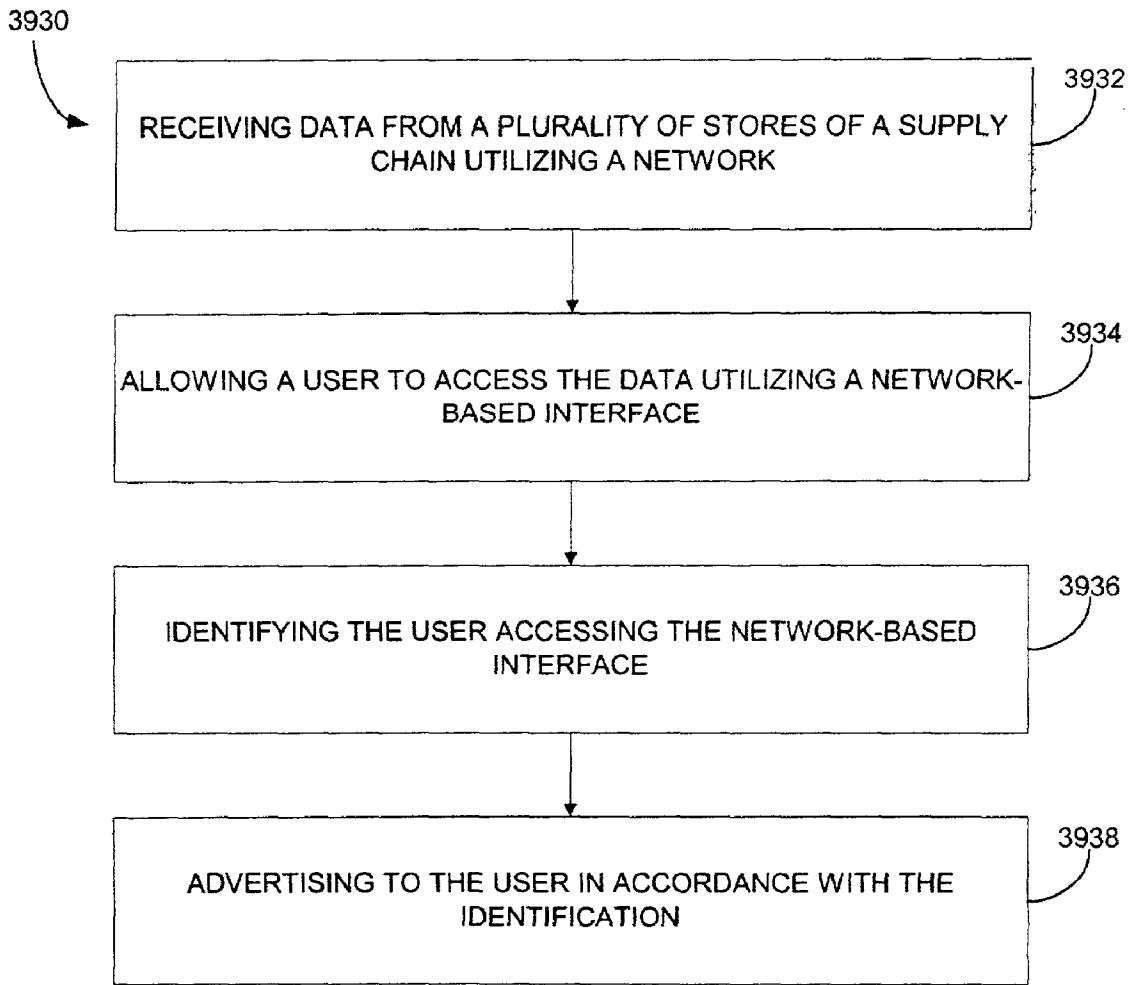 3930
3932
RECEIVING DATA FROM A PLURALITY OF STORES OF A SUPPLY
CHAIN UTILIZING A NETWORK
3934
ALLOWING A USER TO ACCESS THE DATA UTILIZING A NETWORK-
BASED INTERFACE
3936
IDENTIFYING THE USER ACCESSING THE NETWORK-BASED
INTERFACE
3938
ADVERTISING TO THE USER IN ACCORDANCE WITH THE
IDENTIFICATION